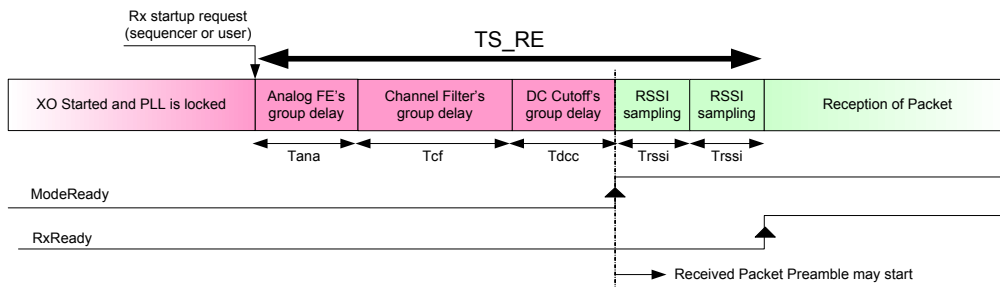 Rx startup request
(sequencer or user)
TS_RE
XO Started and PLL is locked
Analog FE's
group delay
Channel Filter's
group delay
DC Cutoff's
group delay
RSSI
sampling
RSSI
sampling
Reception of Packet
Tana
Tcf
Tdcc
Trssi
Trssi
ModeReady
RxReady
Received Packet Preamble may start